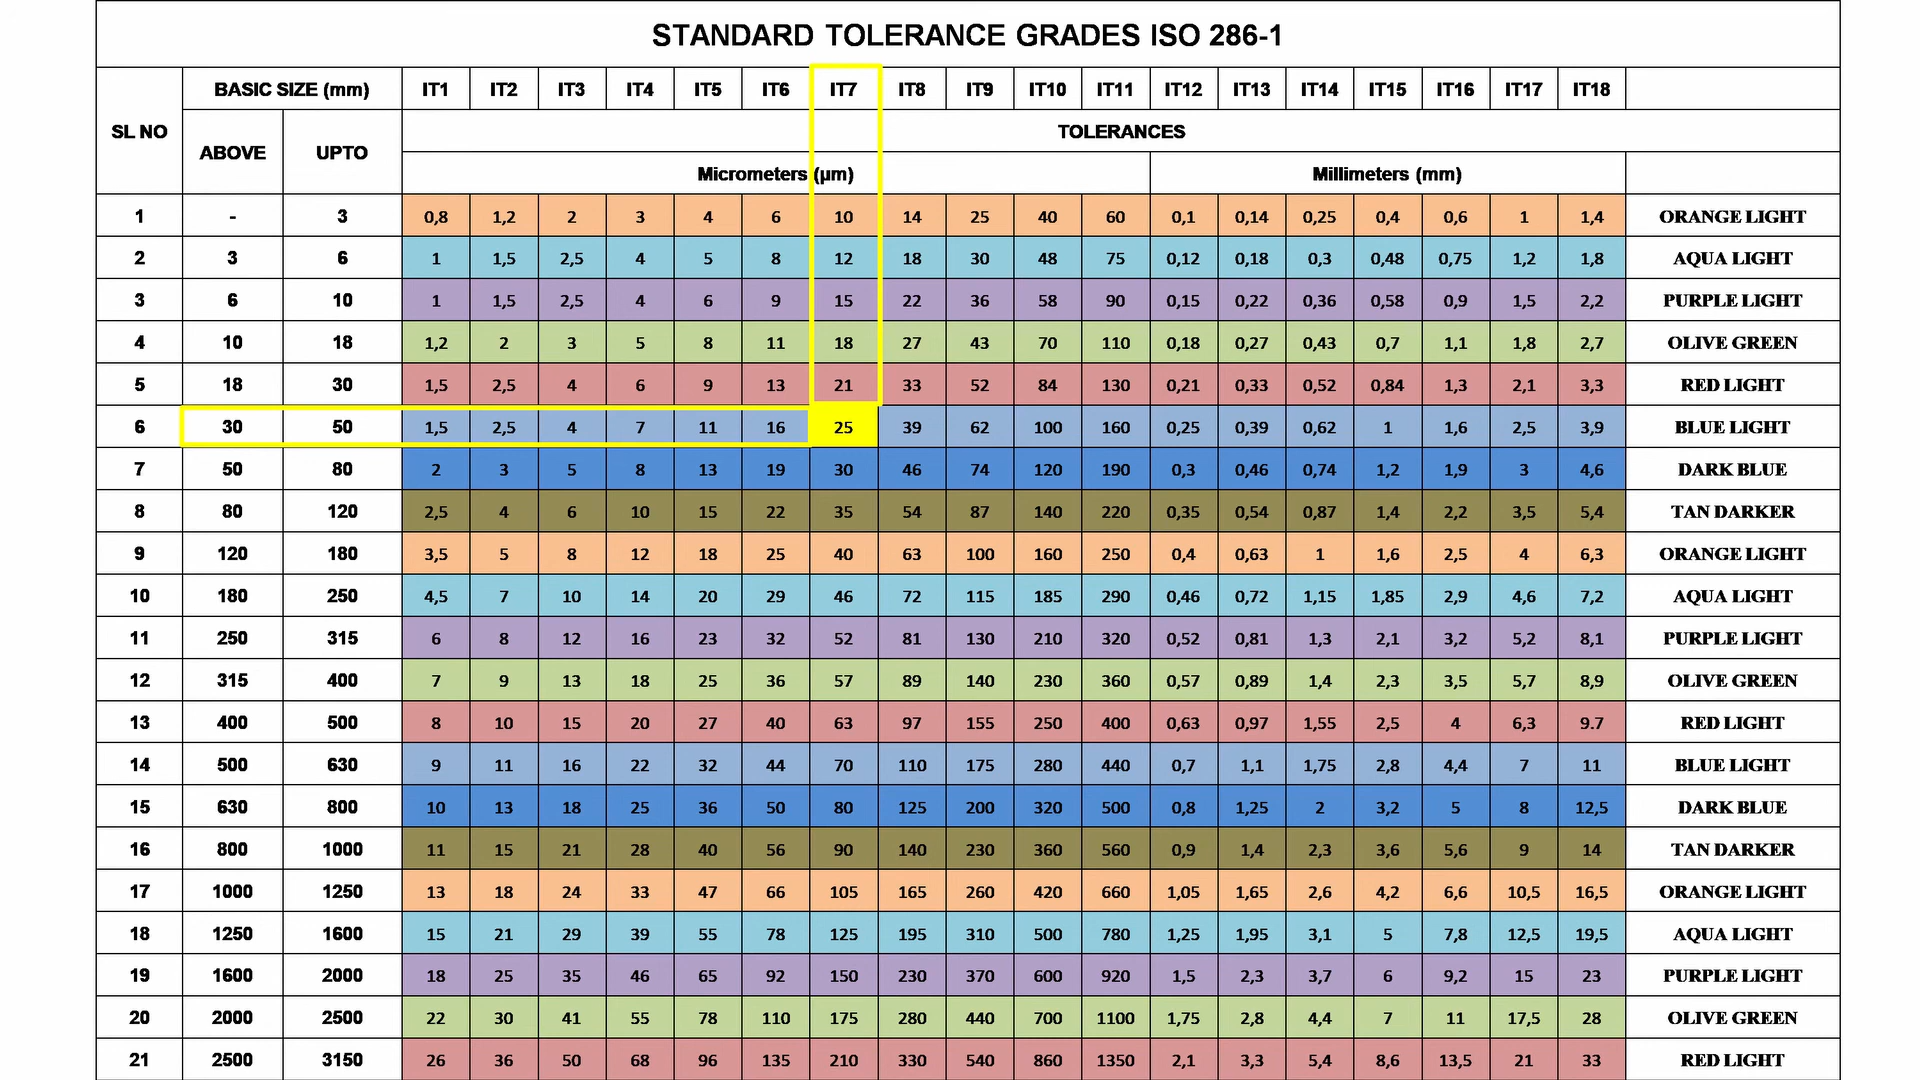 STANDARD TOLERANCE GRADES ISO 286-1
SL NO BASIC SIZE (mm) IT1 IT2 IT3 IT4 IT5 IT6 IT7 IT8 IT9 IT10 IT11 IT12 IT13 IT14 IT15 IT16 IT17 IT18
ABOVE UPTO TOLERANCES
Micrometers (µm) Millimeters (mm)
1 - 3 0,8 1,2 2 3 4 6 10 14 25 40 60 0,1 0,14 0,25 0,4 0,6 1 1,4 ORANGE LIGHT
2 3 6 1 1,5 2,5 4 5 8 12 18 30 48 75 0,12 0,18 0,3 0,48 0,75 1,2 1,8 AQUA LIGHT
3 6 10 1 1,5 2,5 4 6 9 15 22 36 58 90 0,15 0,22 0,36 0,58 0,9 1,5 2,2 PURPLE LIGHT
4 10 18 1,2 2 3 5 8 11 18 27 43 70 110 0,18 0,27 0,43 0,7 1,1 1,8 2,7 OLIVE GREEN
5 18 30 1,5 2,5 4 6 9 13 21 33 52 84 130 0,21 0,33 0,52 0,84 1,3 2,1 3,3 RED LIGHT
6 30 50 1,5 2,5 4 7 11 16 25 39 62 100 160 0,25 0,39 0,62 1 1,6 2,5 3,9 BLUE LIGHT
7 50 80 2 3 5 8 13 19 30 46 74 120 190 0,3 0,46 0,74 1,2 1,9 3 4,6 DARK BLUE
8 80 120 2,5 4 6 10 15 22 35 54 87 140 220 0,35 0,54 0,87 1,4 2,2 3,5 5,4 TAN DARKER
9 120 180 3,5 5 8 12 18 25 40 63 100 160 250 0,4 0,63 1 1,6 2,5 4 6,3 ORANGE LIGHT
10 180 250 4,5 7 10 14 20 29 46 72 115 185 290 0,46 0,72 1,15 1,85 2,9 4,6 7,2 AQUA LIGHT
11 250 315 6 8 12 16 23 32 52 81 130 210 320 0,52 0,81 1,3 2,1 3,2 5,2 8,1 PURPLE LIGHT
12 315 400 7 9 13 18 25 36 57 89 140 230 360 0,57 0,89 1,4 2,3 3,5 5,7 8,9 OLIVE GREEN
13 400 500 8 10 15 20 27 40 63 97 155 250 400 0,63 0,97 1,55 2,5 4 6,3 9.7 RED LIGHT
14 500 630 9 11 16 22 32 44 70 110 175 280 440 0,7 1,1 1,75 2,8 4,4 7 11 BLUE LIGHT
15 630 800 10 13 18 25 36 50 80 125 200 320 500 0,8 1,25 2 3,2 5 8 12,5 DARK BLUE
16 800 1000 11 15 21 28 40 56 90 140 230 360 560 0,9 1,4 2,3 3,6 5,6 9 14 TAN DARKER
17 1000 1250 13 18 24 33 47 66 105 165 260 420 660 1,05 1,65 2,6 4,2 6,6 10,5 16,5 ORANGE LIGHT
18 1250 1600 15 21 29 39 55 78 125 195 310 500 780 1,25 1,95 3,1 5 7,8 12,5 19,5 AQUA LIGHT
19 1600 2000 18 25 35 46 65 92 150 230 370 600 920 1,5 2,3 3,7 6 9,2 15 23 PURPLE LIGHT
20 2000 2500 22 30 41 55 78 110 175 280 440 700 1100 1,75 2,8 4,4 7 11 17,5 28 OLIVE GREEN
21 2500 3150 26 36 50 68 96 135 210 330 540 860 1350 2,1 3,3 5,4 8,6 13,5 21 33 RED LIGHT